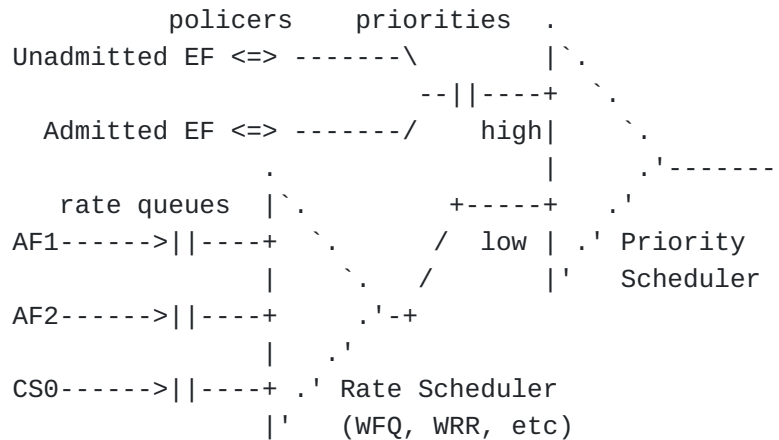 policers    priorities  .
Unadmitted EF <=> -------\        |`.
--||----+  `.
Admitted EF <=> -------/    high|     `.
.                 |     .'-------
rate queues  |`.         +-----+   .'
AF1------>||----+  `.      /  low | .' Priority
|     `.   /       |'   Scheduler
AF2------>||----+     .'-+
|   .'
CS0------>||----+ .' Rate Scheduler
|'   (WFQ, WRR, etc)